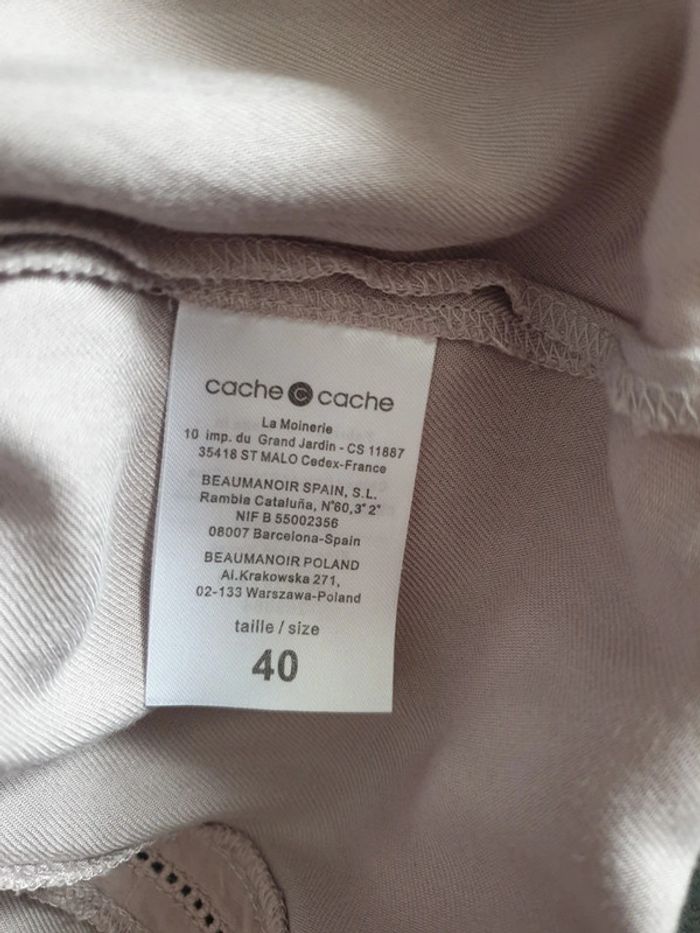 cache c cache
La Moinerie
10 imp. du Grand Jardin - CS 11887
35418 ST MALO Cedex-France
BEAUMANOIR SPAIN, S.L.
Rambla Cataluña, N°60,3° 2°
NIF B 55002356
08007 Barcelona-Spain
BEAUMANOIR POLAND
Al.Krakowska 271,
02-133 Warszawa-Poland
taille / size
40